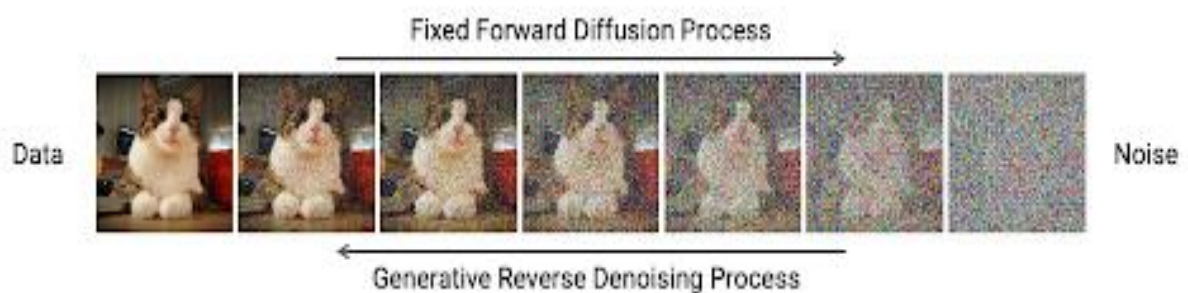 Fixed Forward Diffusion Process
Data
Noise
Generative Reverse Denoising Process